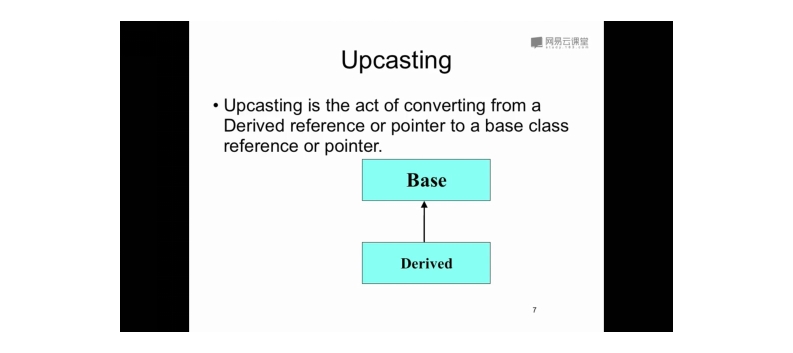 网易云课堂
Upcasting
• Upcasting is the act of converting from a
Derived reference or pointer to a base class
reference or pointer.
Base
Derived
7